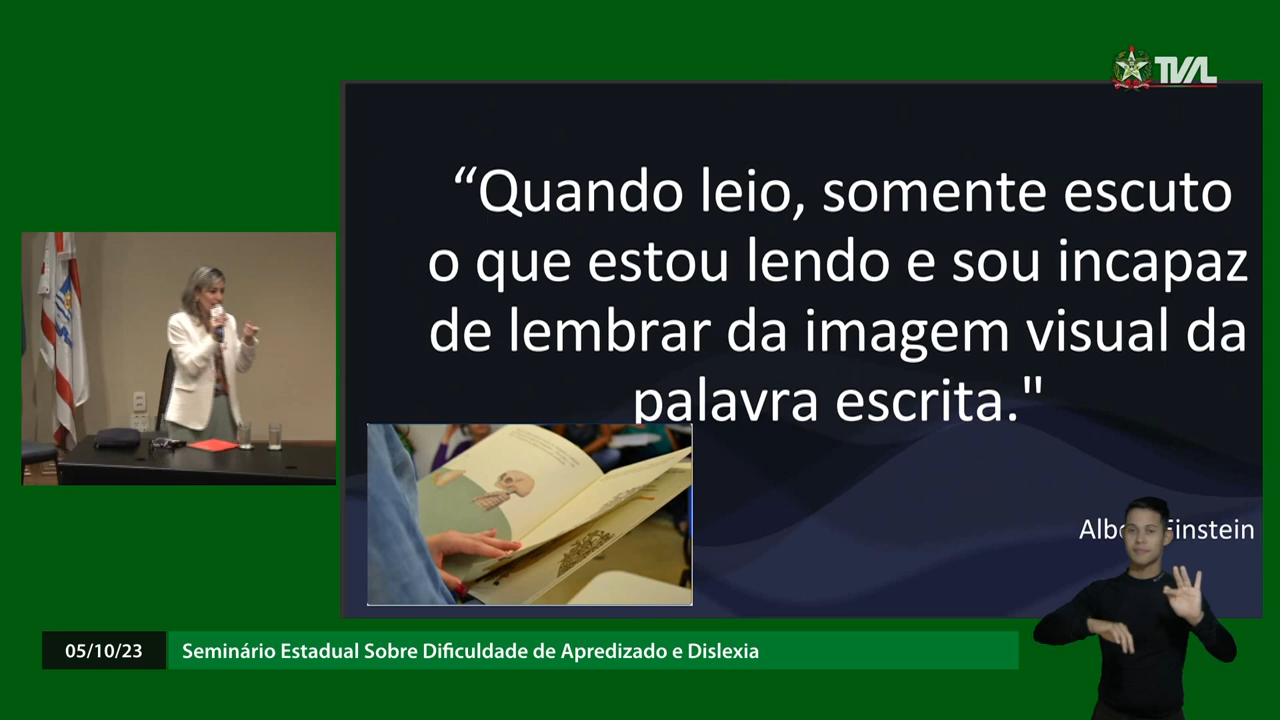 TVAL
“Quando leio, somente escuto
o que estou lendo e sou incapaz
de lembrar da imagem visual da
palavra escrita."
Einstein
05/10/23
Seminário Estadual Sobre Dificuldade de Apredizado e Dislexia